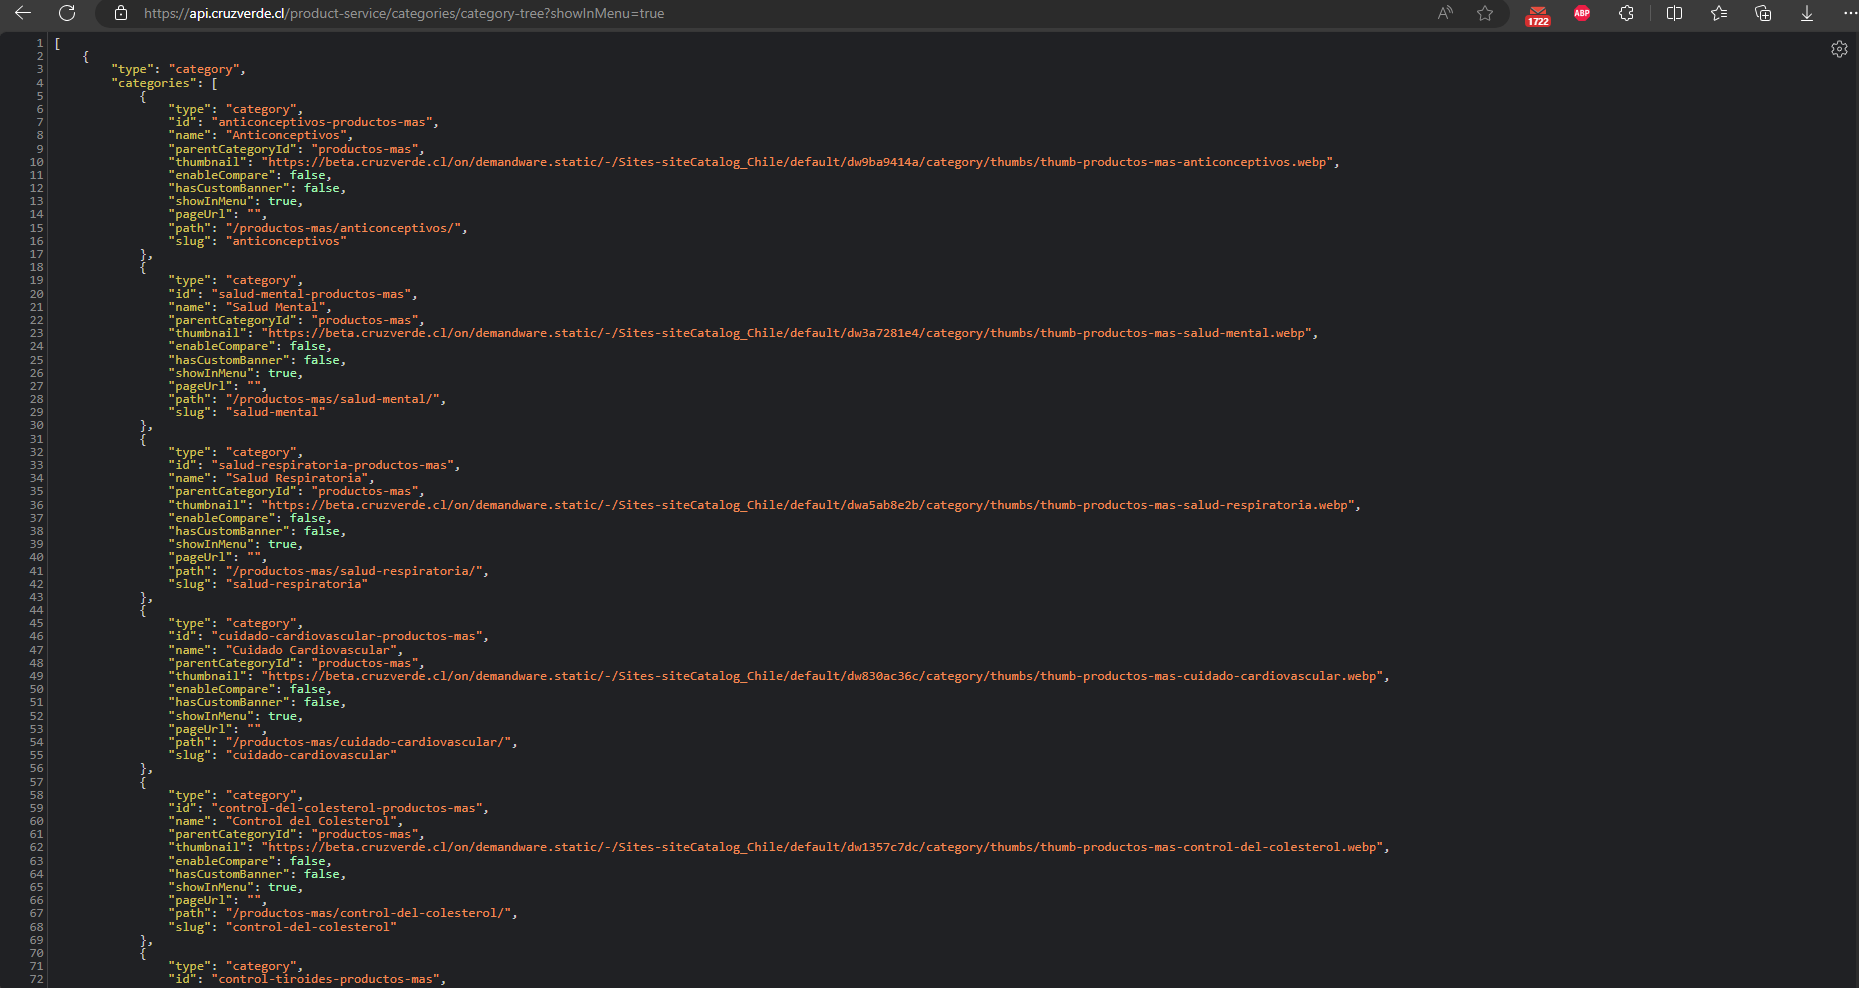 https://api.cruzverde.cl/product-service/categories/category-tree?showInMenu=true
1722
ABP
1 [
2 {
3 "type": "category",
4 "categories": [
5 {
6 "type": "category",
7 "id": "anticonceptivos-productos-mas",
8 "name": "Anticonceptivos",
9 "parentCategoryId": "productos-mas",
10 "thumbnail": "https://beta.cruzverde.cl/on/demandware.static/-/Sites-siteCatalog_Chile/default/dw9ba9414a/category/thumbs/thumb-productos-mas-anticonceptivos.webp",
11 "enableCompare": false,
12 "hasCustomBanner": false,
13 "showInMenu": true,
14 "pageUrl": "",
15 "path": "/productos-mas/anticonceptivos/",
16 "slug": "anticonceptivos"
17 },
18 {
19 "type": "category",
20 "id": "salud-mental-productos-mas",
21 "name": "Salud Mental",
22 "parentCategoryId": "productos-mas",
23 "thumbnail": "https://beta.cruzverde.cl/on/demandware.static/-/Sites-siteCatalog_Chile/default/dw3a7281e4/category/thumbs/thumb-productos-mas-salud-mental.webp",
24 "enableCompare": false,
25 "hasCustomBanner": false,
26 "showInMenu": true,
27 "pageUrl": "",
28 "path": "/productos-mas/salud-mental/",
29 "slug": "salud-mental"
30 },
31 {
32 "type": "category",
33 "id": "salud-respiratoria-productos-mas",
34 "name": "Salud Respiratoria",
35 "parentCategoryId": "productos-mas",
36 "thumbnail": "https://beta.cruzverde.cl/on/demandware.static/-/Sites-siteCatalog_Chile/default/dwa5ab8e2b/category/thumbs/thumb-productos-mas-salud-respiratoria.webp",
37 "enableCompare": false,
38 "hasCustomBanner": false,
39 "showInMenu": true,
40 "pageUrl": "",
41 "path": "/productos-mas/salud-respiratoria/",
42 "slug": "salud-respiratoria"
43 },
44 {
45 "type": "category",
46 "id": "cuidado-cardiovascular-productos-mas",
47 "name": "Cuidado Cardiovascular",
48 "parentCategoryId": "productos-mas",
49 "thumbnail": "https://beta.cruzverde.cl/on/demandware.static/-/Sites-siteCatalog_Chile/default/dw830ac36c/category/thumbs/thumb-productos-mas-cuidado-cardiovascular.webp",
50 "enableCompare": false,
51 "hasCustomBanner": false,
52 "showInMenu": true,
53 "pageUrl": "",
54 "path": "/productos-mas/cuidado-cardiovascular/",
55 "slug": "cuidado-cardiovascular"
56 },
57 {
58 "type": "category",
59 "id": "control-del-colesterol-productos-mas",
60 "name": "Control del Colesterol",
61 "parentCategoryId": "productos-mas",
62 "thumbnail": "https://beta.cruzverde.cl/on/demandware.static/-/Sites-siteCatalog_Chile/default/dw1357c7dc/category/thumbs/thumb-productos-mas-control-del-colesterol.webp",
63 "enableCompare": false,
64 "hasCustomBanner": false,
65 "showInMenu": true,
66 "pageUrl": "",
67 "path": "/productos-mas/control-del-colesterol/",
68 "slug": "control-del-colesterol"
69 },
70 {
71 "type": "category",
72 "id": "control-tiroides-productos-mas",